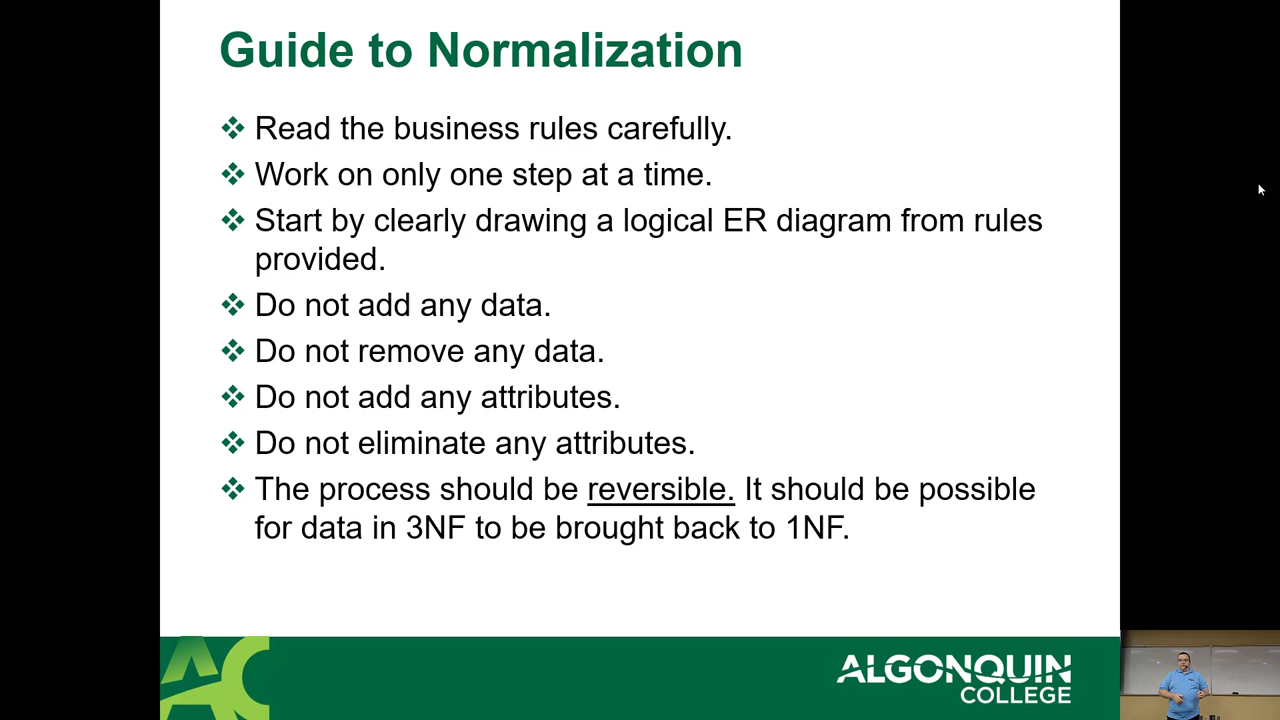 Guide to Normalization
Read the business rules carefully.
Work on only one step at a time.
Start by clearly drawing a logical ER diagram from rules
provided.
Do not add any data.
Do not remove any data.
Do not add any attributes.
Do not eliminate any attributes.
The process should be reversible. It should be possible
for data in 3NF to be brought back to 1NF.
AC
ALGONQUIN
COLLEGE